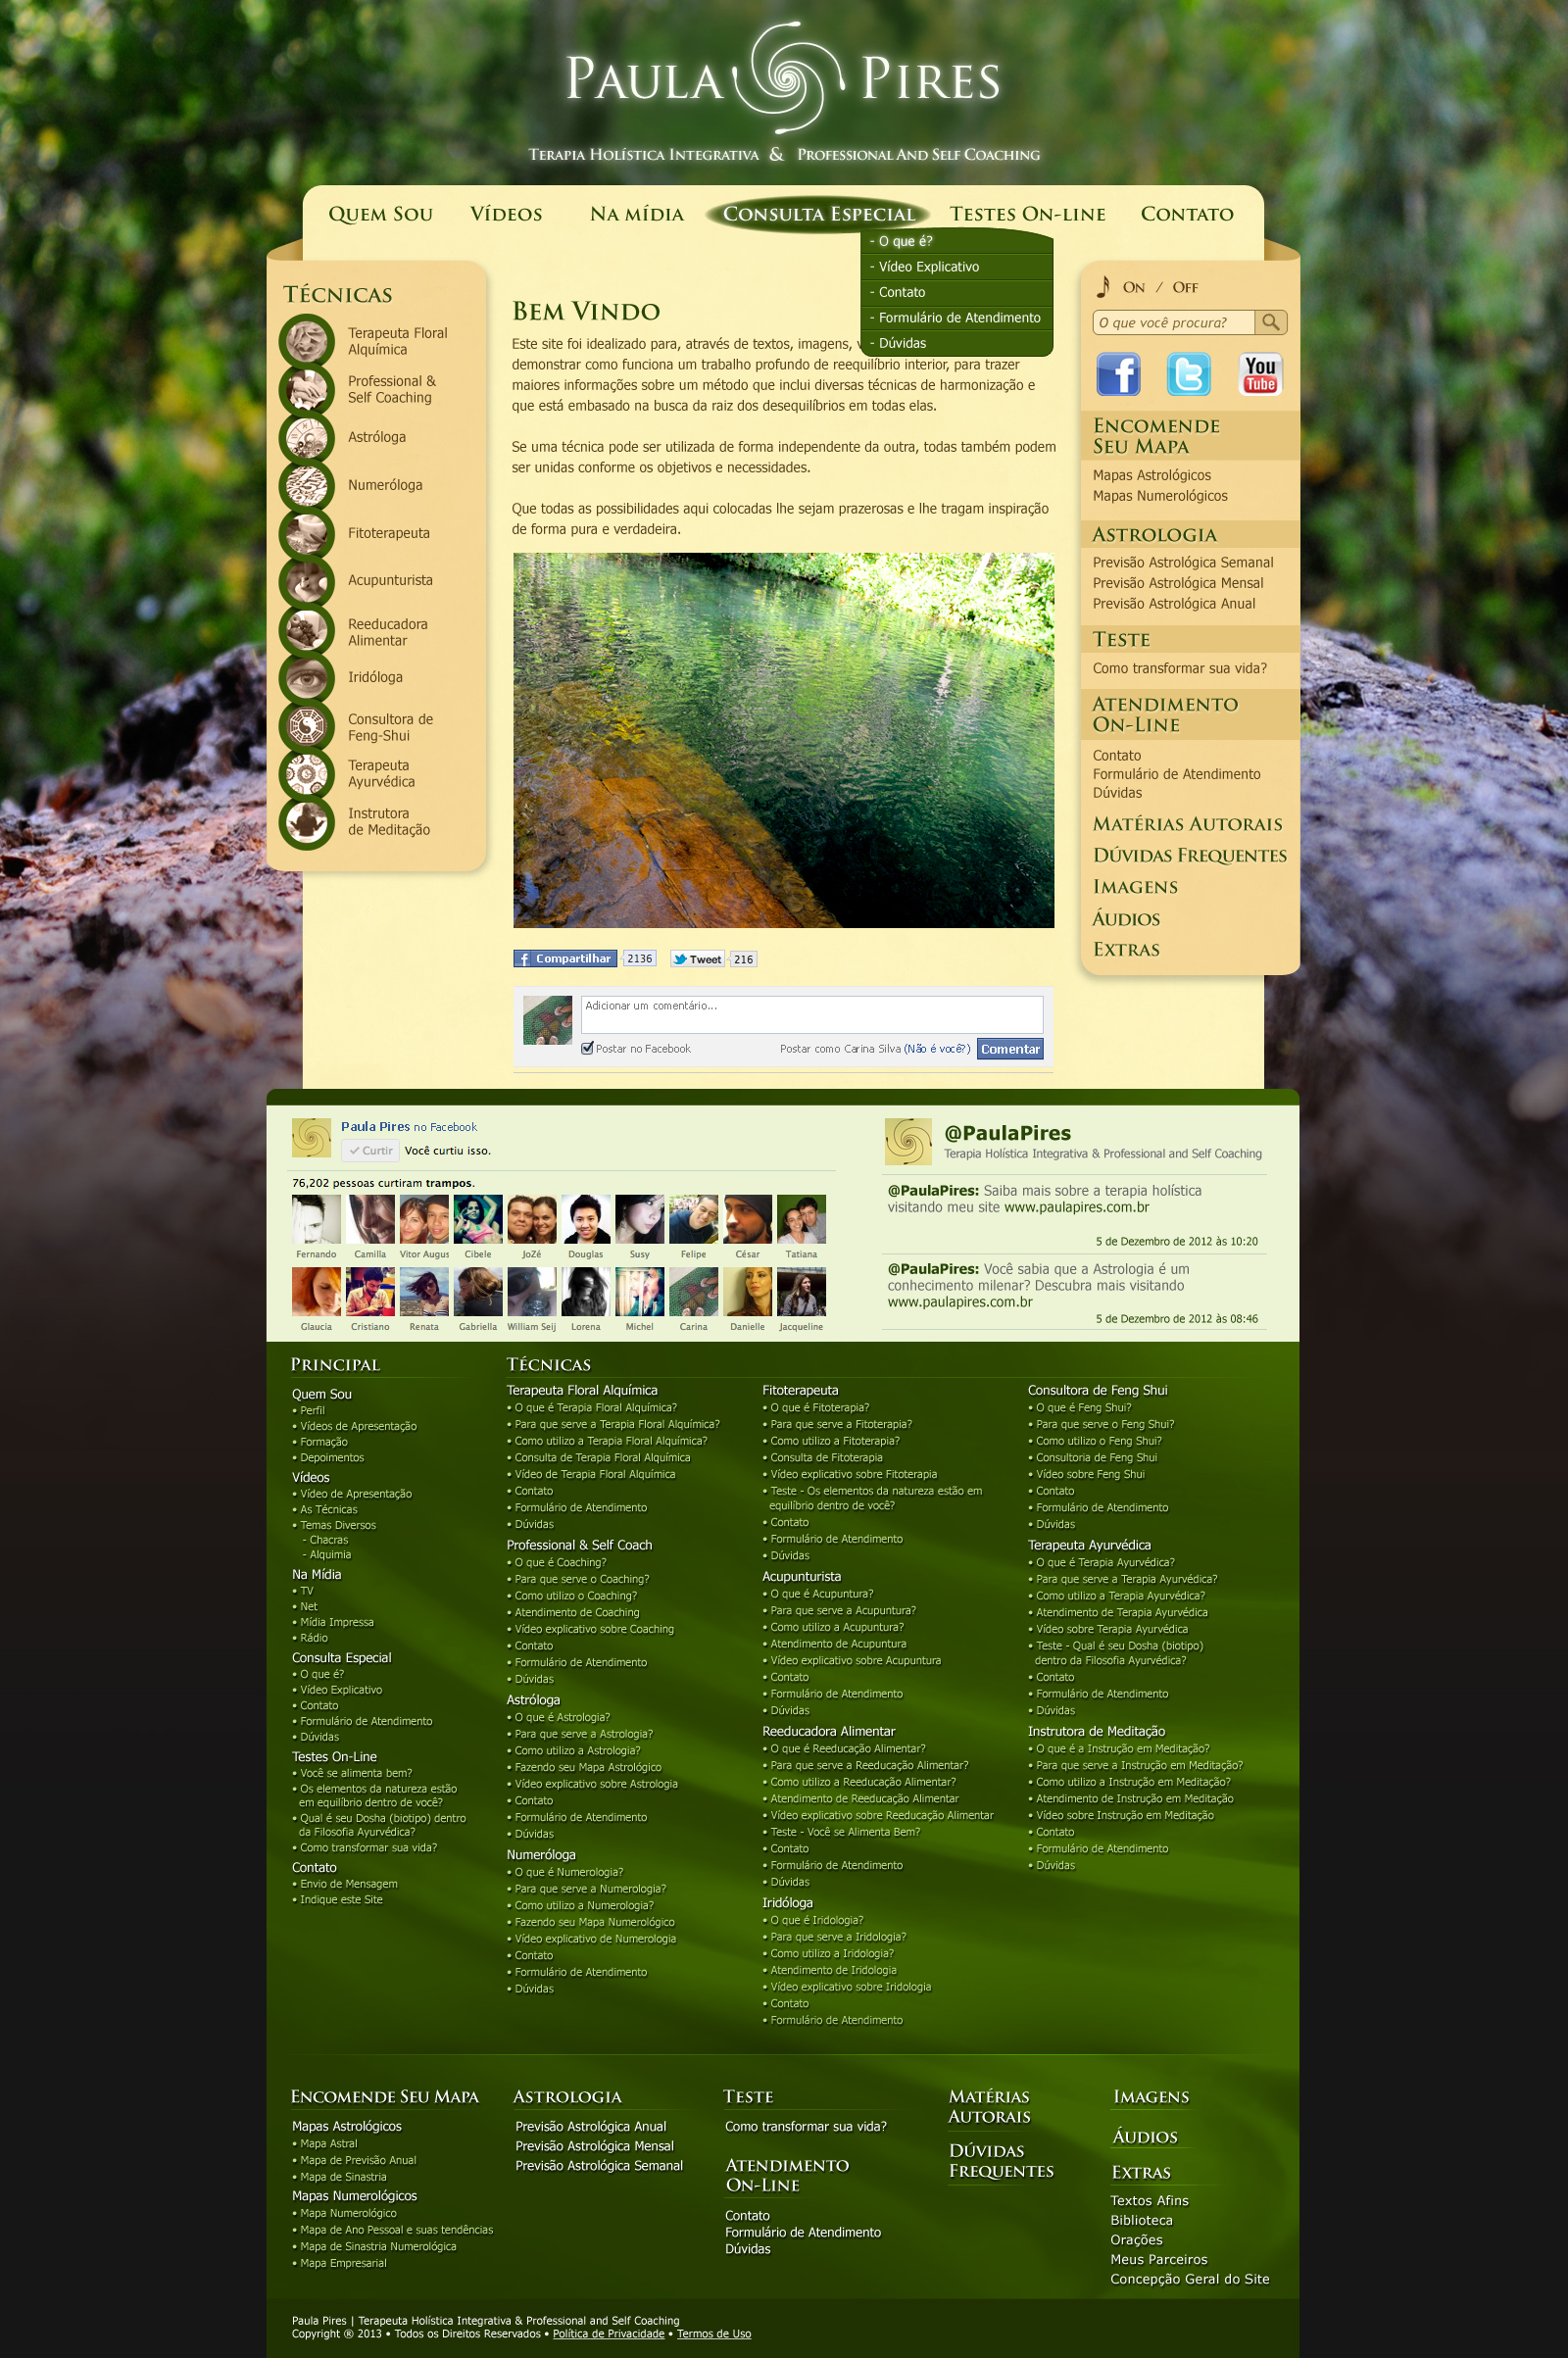 PAULA PIRES
TERAPIA HOLÍSTICA INTEGRATIVA & PROFESSIONAL AND SELF COACHING
QUEM SOU VÍDEOS NA MÍDIA CONSULTA ESPECIAL TESTES ON-LINE CONTATO
- O que é?
- Vídeo Explicativo
- Contato
- Formulário de Atendimento
- Dúvidas
TÉCNICAS
Terapeuta Floral
Alquímica
Professional &
Self Coaching
Astróloga
Numeróloga
Fitoterapeuta
Acupunturista
Reeducadora
Alimentar
Iridóloga
Consultora de
Feng-Shui
Terapeuta
Ayurvédica
Instrutora
de Meditação
BEM VINDO
Este site foi idealizado para, através de textos, imagens,
demonstrar como funciona um trabalho profundo de reequilíbrio interior, para trazer
maiores informações sobre um método que inclui diversas técnicas de harmonização e
que está embasado na busca da raiz dos desequilíbrios em todas elas.
Se uma técnica pode ser utilizada de forma independente da outra, todas também podem
ser unidas conforme os objetivos e necessidades.
Que todas as possibilidades aqui colocadas lhe sejam prazerosas e lhe tragam inspiração
de forma pura e verdadeira.
Compartilhar 2136 Tweet 216
Adicionar um comentário...
Postar no Facebook Postar como Carina Silva (Não é você?) Comentar
ON / OFF
O que você procura?
f t You Tube
ENCOMENDE
SEU MAPA
Mapas Astrológicos
Mapas Numerológicos
ASTROLOGIA
Previsão Astrológica Semanal
Previsão Astrológica Mensal
Previsão Astrológica Anual
TESTE
Como transformar sua vida?
ATENDIMENTO
ON-LINE
Contato
Formulário de Atendimento
Dúvidas
MATÉRIAS AUTORAIS
DÚVIDAS FREQUENTES
IMAGENS
ÁUDIOS
EXTRAS
Paula Pires no Facebook
Curtir Você curtiu isso.
76,202 pessoas curtiram trampos.
Fernando Camilla Vitor Augus Cibele JoZé Douglas Susy Felipe César Tatiana
Glaucia Cristiano Renata Gabriella William Seij Lorena Michel Carina Danielle Jacqueline
@PaulaPires
Terapia Holística Integrativa & Professional and Self Coaching
@PaulaPires: Saiba mais sobre a terapia holística
visitando meu site www.paulapires.com.br
5 de Dezembro de 2012 às 10:20
@PaulaPires: Você sabia que a Astrologia é um
conhecimento milenar? Descubra mais visitando
www.paulapires.com.br
5 de Dezembro de 2012 às 08:46
PRINCIPAL
Quem Sou
• Perfil
• Vídeos de Apresentação
• Formação
• Depoimentos
Vídeos
• Vídeo de Apresentação
• As Técnicas
• Temas Diversos
- Chacras
- Alquimia
Na Mídia
• TV
• Net
• Mídia Impressa
• Rádio
Consulta Especial
• O que é?
• Vídeo Explicativo
• Contato
• Formulário de Atendimento
• Dúvidas
Testes On-Line
• Você se alimenta bem?
• Os elementos da natureza estão
em equilíbrio dentro de você?
• Qual é seu Dosha (biotipo) dentro
da Filosofia Ayurvédica?
• Como transformar sua vida?
Contato
• Envio de Mensagem
• Indique este Site
TÉCNICAS
Terapeuta Floral Alquímica
• O que é Terapia Floral Alquímica?
• Para que serve a Terapia Floral Alquímica?
• Como utilizo a Terapia Floral Alquímica?
• Consulta de Terapia Floral Alquímica
• Vídeo de Terapia Floral Alquímica
• Contato
• Formulário de Atendimento
• Dúvidas
Professional & Self Coach
• O que é Coaching?
• Para que serve o Coaching?
• Como utilizo o Coaching?
• Atendimento de Coaching
• Vídeo explicativo sobre Coaching
• Contato
• Formulário de Atendimento
• Dúvidas
Astróloga
• O que é Astrologia?
• Para que serve a Astrologia?
• Como utilizo a Astrologia?
• Fazendo seu Mapa Astrológico
• Vídeo explicativo sobre Astrologia
• Contato
• Formulário de Atendimento
• Dúvidas
Numeróloga
• O que é Numerologia?
• Para que serve a Numerologia?
• Como utilizo a Numerologia?
• Fazendo seu Mapa Numerológico
• Vídeo explicativo de Numerologia
• Contato
• Formulário de Atendimento
• Dúvidas
Fitoterapeuta
• O que é Fitoterapia?
• Para que serve a Fitoterapia?
• Como utilizo a Fitoterapia?
• Consulta de Fitoterapia
• Vídeo explicativo sobre Fitoterapia
• Teste - Os elementos da natureza estão em
equilíbrio dentro de você?
• Contato
• Formulário de Atendimento
• Dúvidas
Acupunturista
• O que é Acupuntura?
• Para que serve a Acupuntura?
• Como utilizo a Acupuntura?
• Atendimento de Acupuntura
• Vídeo explicativo sobre Acupuntura
• Contato
• Formulário de Atendimento
• Dúvidas
Reeducadora Alimentar
• O que é Reeducação Alimentar?
• Para que serve a Reeducação Alimentar?
• Como utilizo a Reeducação Alimentar?
• Atendimento de Reeducação Alimentar
• Vídeo explicativo sobre Reeducação Alimentar
• Teste - Você se Alimenta Bem?
• Contato
• Formulário de Atendimento
• Dúvidas
Iridóloga
• O que é Iridologia?
• Para que serve a Iridologia?
• Como utilizo a Iridologia?
• Atendimento de Iridologia
• Vídeo explicativo sobre Iridologia
• Contato
• Formulário de Atendimento
Consultora de Feng Shui
• O que é Feng Shui?
• Para que serve o Feng Shui?
• Como utilizo o Feng Shui?
• Consultoria de Feng Shui
• Vídeo sobre Feng Shui
• Contato
• Formulário de Atendimento
• Dúvidas
Terapeuta Ayurvédica
• O que é Terapia Ayurvédica?
• Para que serve a Terapia Ayurvédica?
• Como utilizo a Terapia Ayurvédica?
• Atendimento de Terapia Ayurvédica
• Vídeo sobre Terapia Ayurvédica
• Teste - Qual é seu Dosha (biotipo)
dentro da Filosofia Ayurvédica?
• Contato
• Formulário de Atendimento
• Dúvidas
Instrutora de Meditação
• O que é a Instrução em Meditação?
• Para que serve a Instrução em Meditação?
• Como utilizo a Instrução em Meditação?
• Atendimento de Instrução em Meditação
• Vídeo sobre Instrução em Meditação
• Contato
• Formulário de Atendimento
• Dúvidas
ENCOMENDE SEU MAPA
Mapas Astrológicos
• Mapa Astral
• Mapa de Previsão Anual
• Mapa de Sinastria
Mapas Numerológicos
• Mapa Numerológico
• Mapa de Ano Pessoal e suas tendências
• Mapa de Sinastria Numerológica
• Mapa Empresarial
ASTROLOGIA
Previsão Astrológica Anual
Previsão Astrológica Mensal
Previsão Astrológica Semanal
TESTE
Como transformar sua vida?
ATENDIMENTO
ON-LINE
Contato
Formulário de Atendimento
Dúvidas
MATÉRIAS
AUTORAIS
DÚVIDAS
FREQUENTES
IMAGENS
ÁUDIOS
EXTRAS
Textos Afins
Biblioteca
Orações
Meus Parceiros
Concepção Geral do Site
Paula Pires | Terapeuta Holística Integrativa & Professional and Self Coaching
Copyright ® 2013 • Todos os Direitos Reservados • Política de Privacidade • Termos de Uso